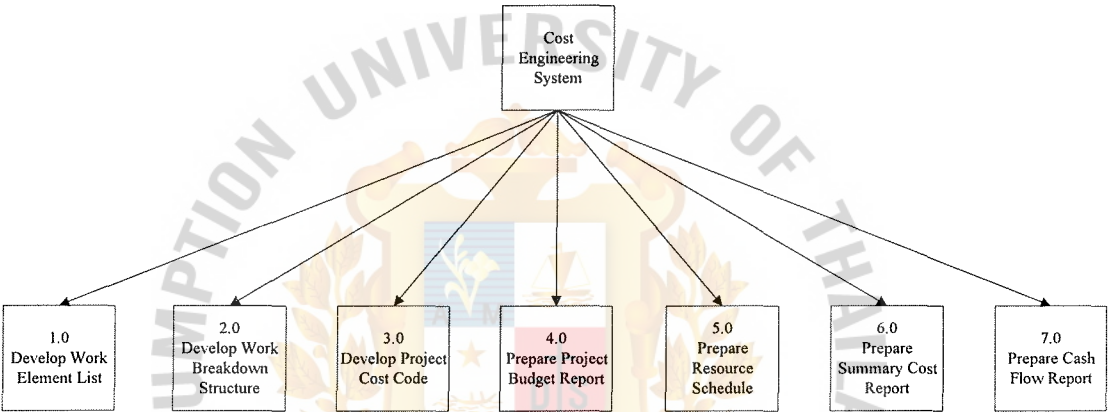 Cost
Engineering
System
UNIVERSITY OF
1.0
Develop Work
Element List
2.0
Develop Work
Breakdown
Structure
3.0
Develop Project
Cost Code
4.0
Prepare Project
Budget Report
5.0
Prepare
Resource
Schedule
6.0
Prepare
Summary Cost
Report
7.0
Prepare Cash
Flow Report